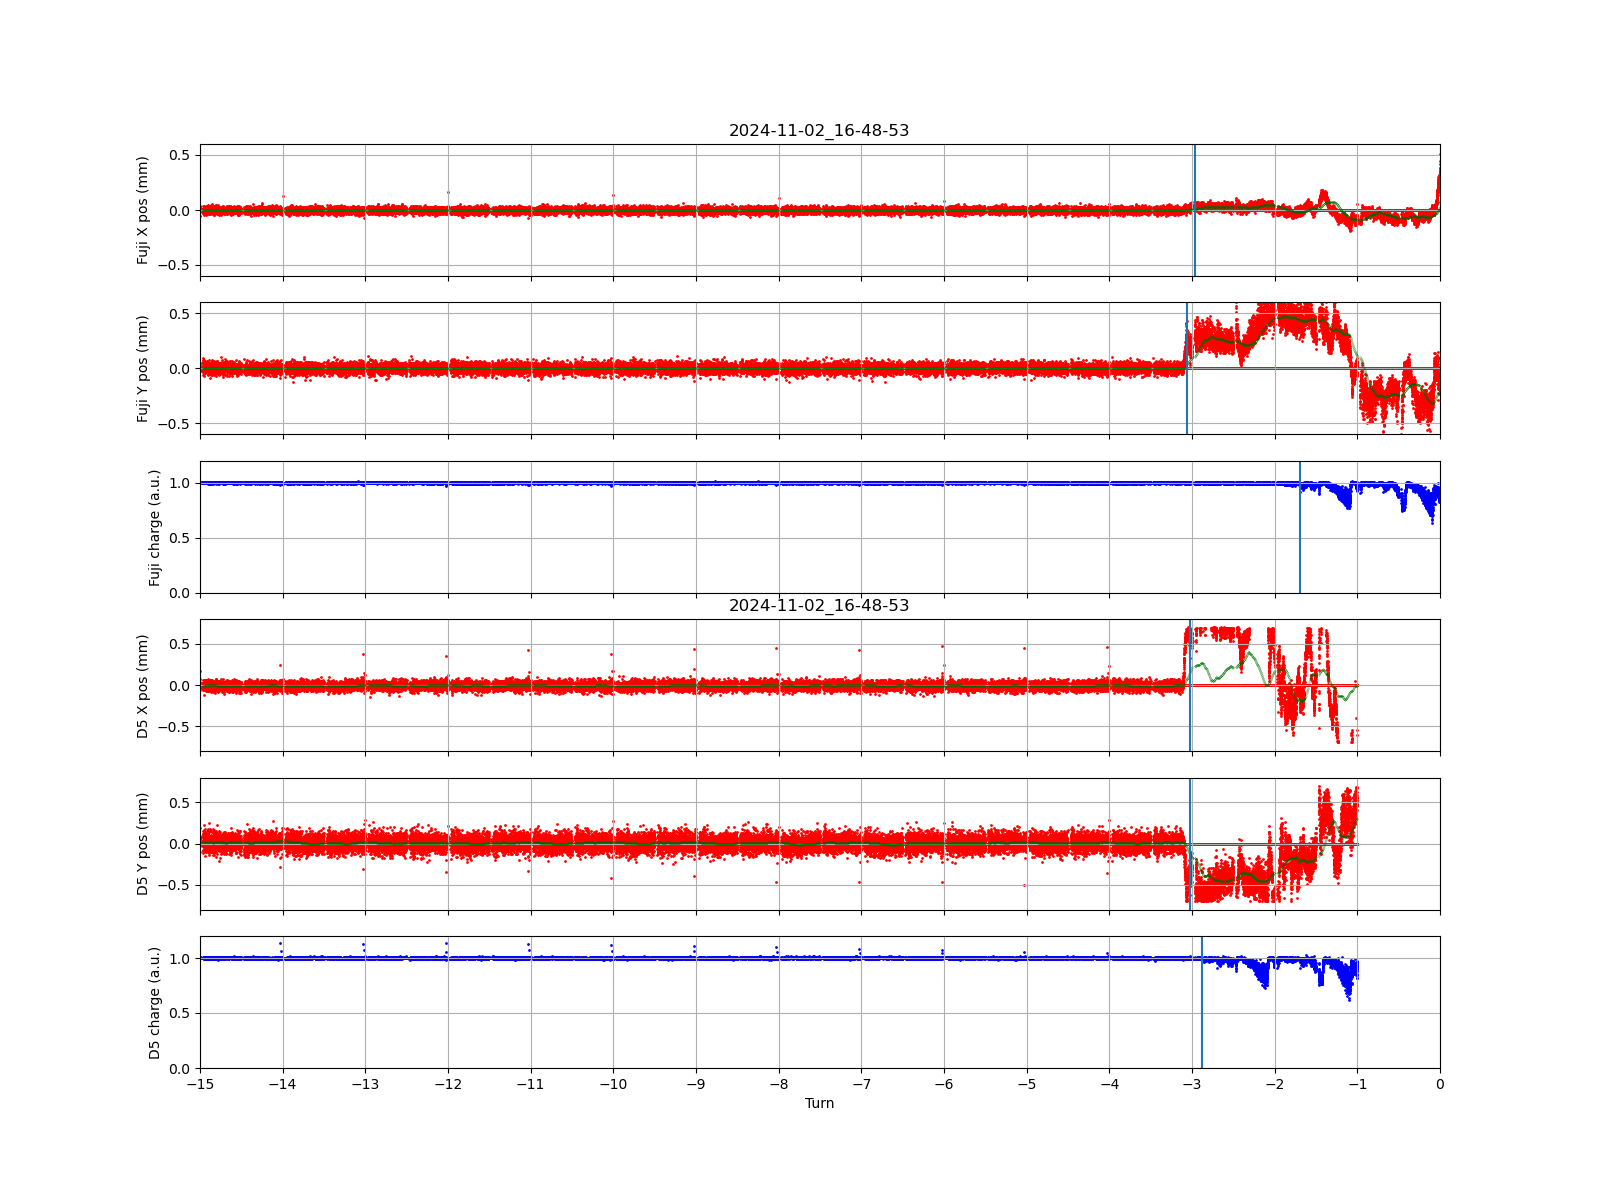 2024-11-02_16-48-53
Fuji X pos (mm)
0.5
0.0
−0.5
Fuji Y pos (mm)
0.5
0.0
−0.5
Fuji charge (a.u.)
1.0
0.5
0.0
2024-11-02_16-48-53
D5 X pos (mm)
0.5
0.0
−0.5
D5 Y pos (mm)
0.5
0.0
−0.5
D5 charge (a.u.)
1.0
0.5
0.0
−15 −14 −13 −12 −11 −10 −9 −8 −7 −6 −5 −4 −3 −2 −1 0
Turn